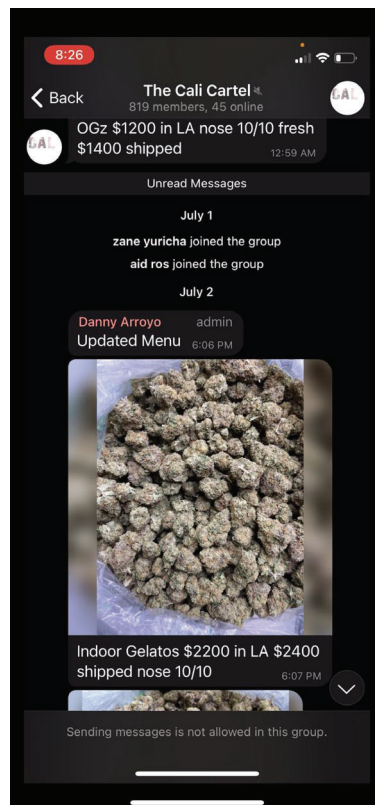 8:26
Back
The Cali Cartel
819 members, 45 online
GAL
GAL
OGz $1200 in LA nose 10/10 fresh
$1400 shipped
12:59 AM
Unread Messages
July 1
zane yuricha joined the group
aid ros joined the group
July 2
Danny Arroyo admin
Updated Menu 6:06 PM
Indoor Gelatos $2200 in LA $2400
shipped nose 10/10
6:07 PM
Sending messages is not allowed in this group.